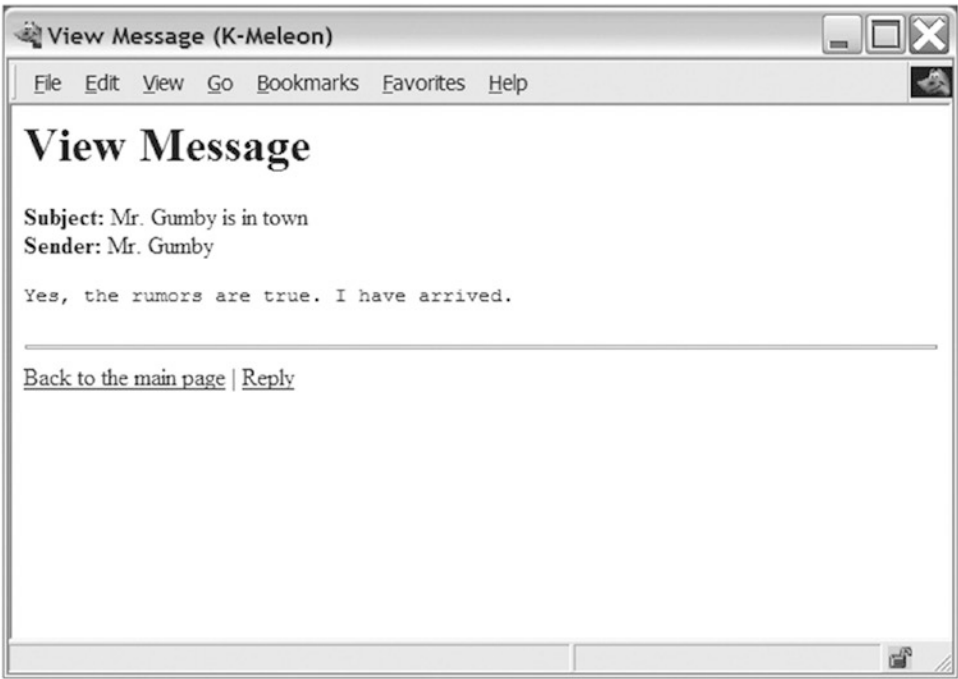 View Message (K-Meleon)
File Edit View Go Bookmarks Favorites Help
View Message
Subject: Mr. Gumby is in town
Sender: Mr. Gumby
Yes, the rumors are true. I have arrived.
Back to the main page | Reply